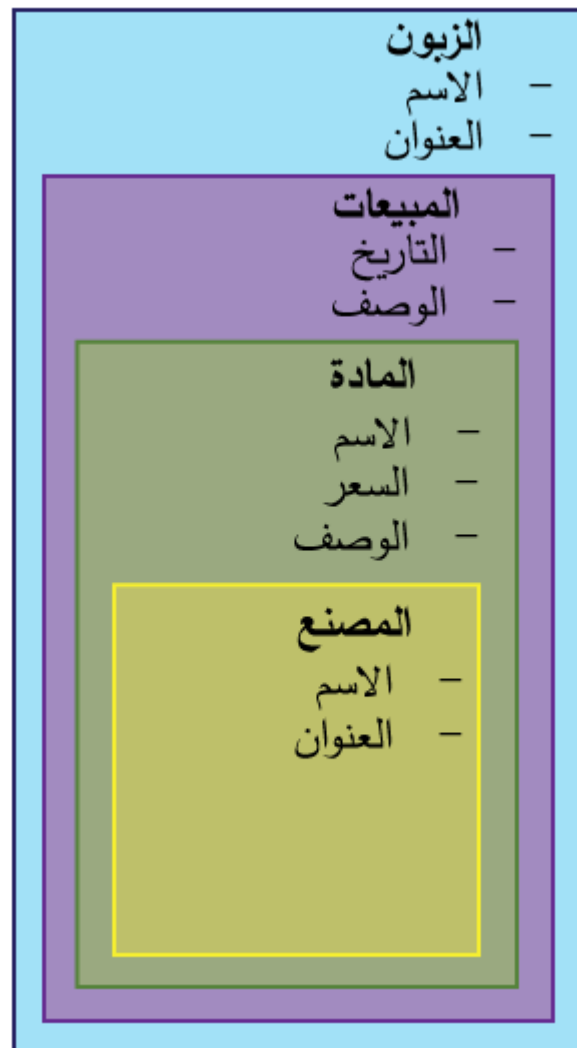 الزبون
– الاسم
– العنوان
المبيعات
– التاريخ
– الوصف
المادة
– الاسم
– السعر
– الوصف
المصنع
– الاسم
– العنوان